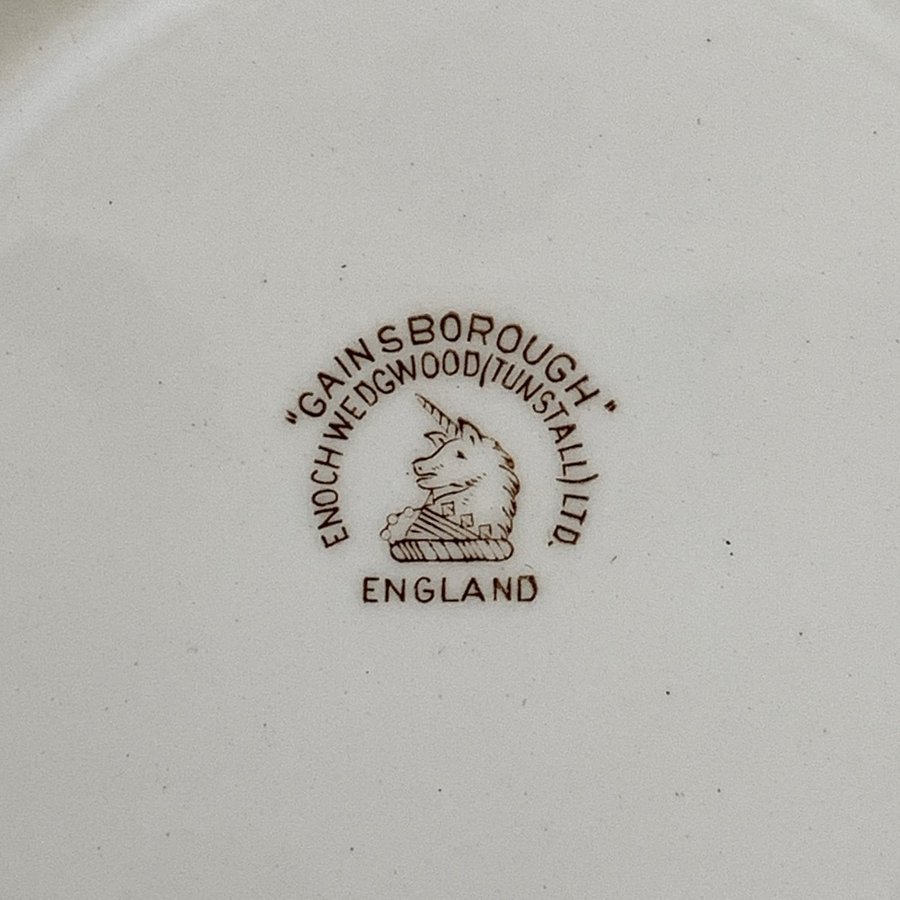 "GAINSBOROUGH"
ENOCH WEDGWOOD (TUNSTALL) LTD.
ENGLAND